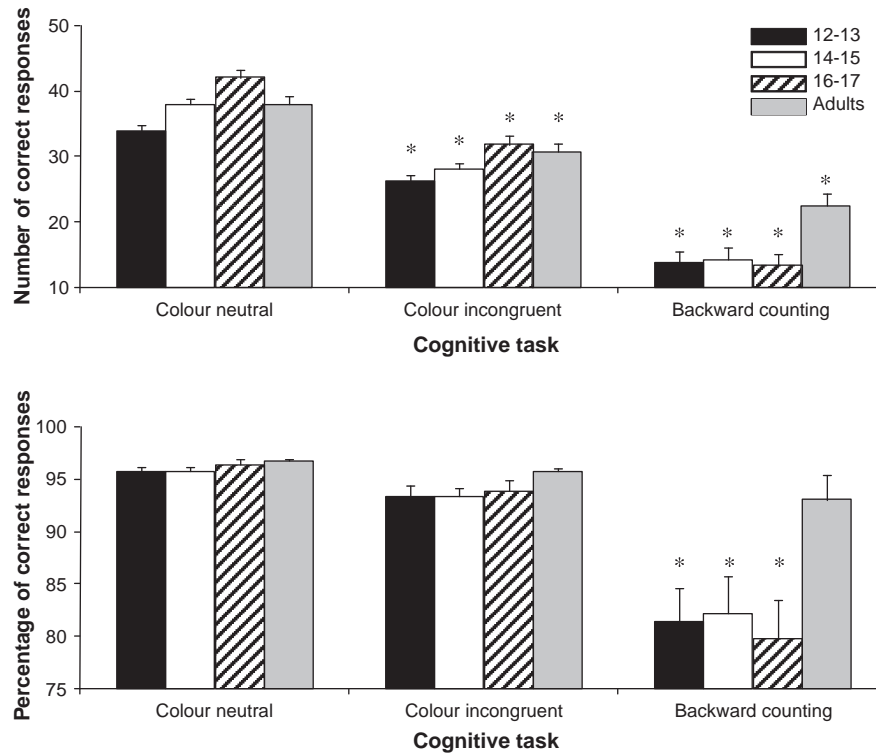 50
40
30
20
10
Number of correct responses
12-13
14-15
16-17
Adults
* * * *
* * * *
Colour neutral Colour incongruent Backward counting
Cognitive task
100
95
90
85
80
75
Percentage of correct responses
* * *
Colour neutral Colour incongruent Backward counting
Cognitive task